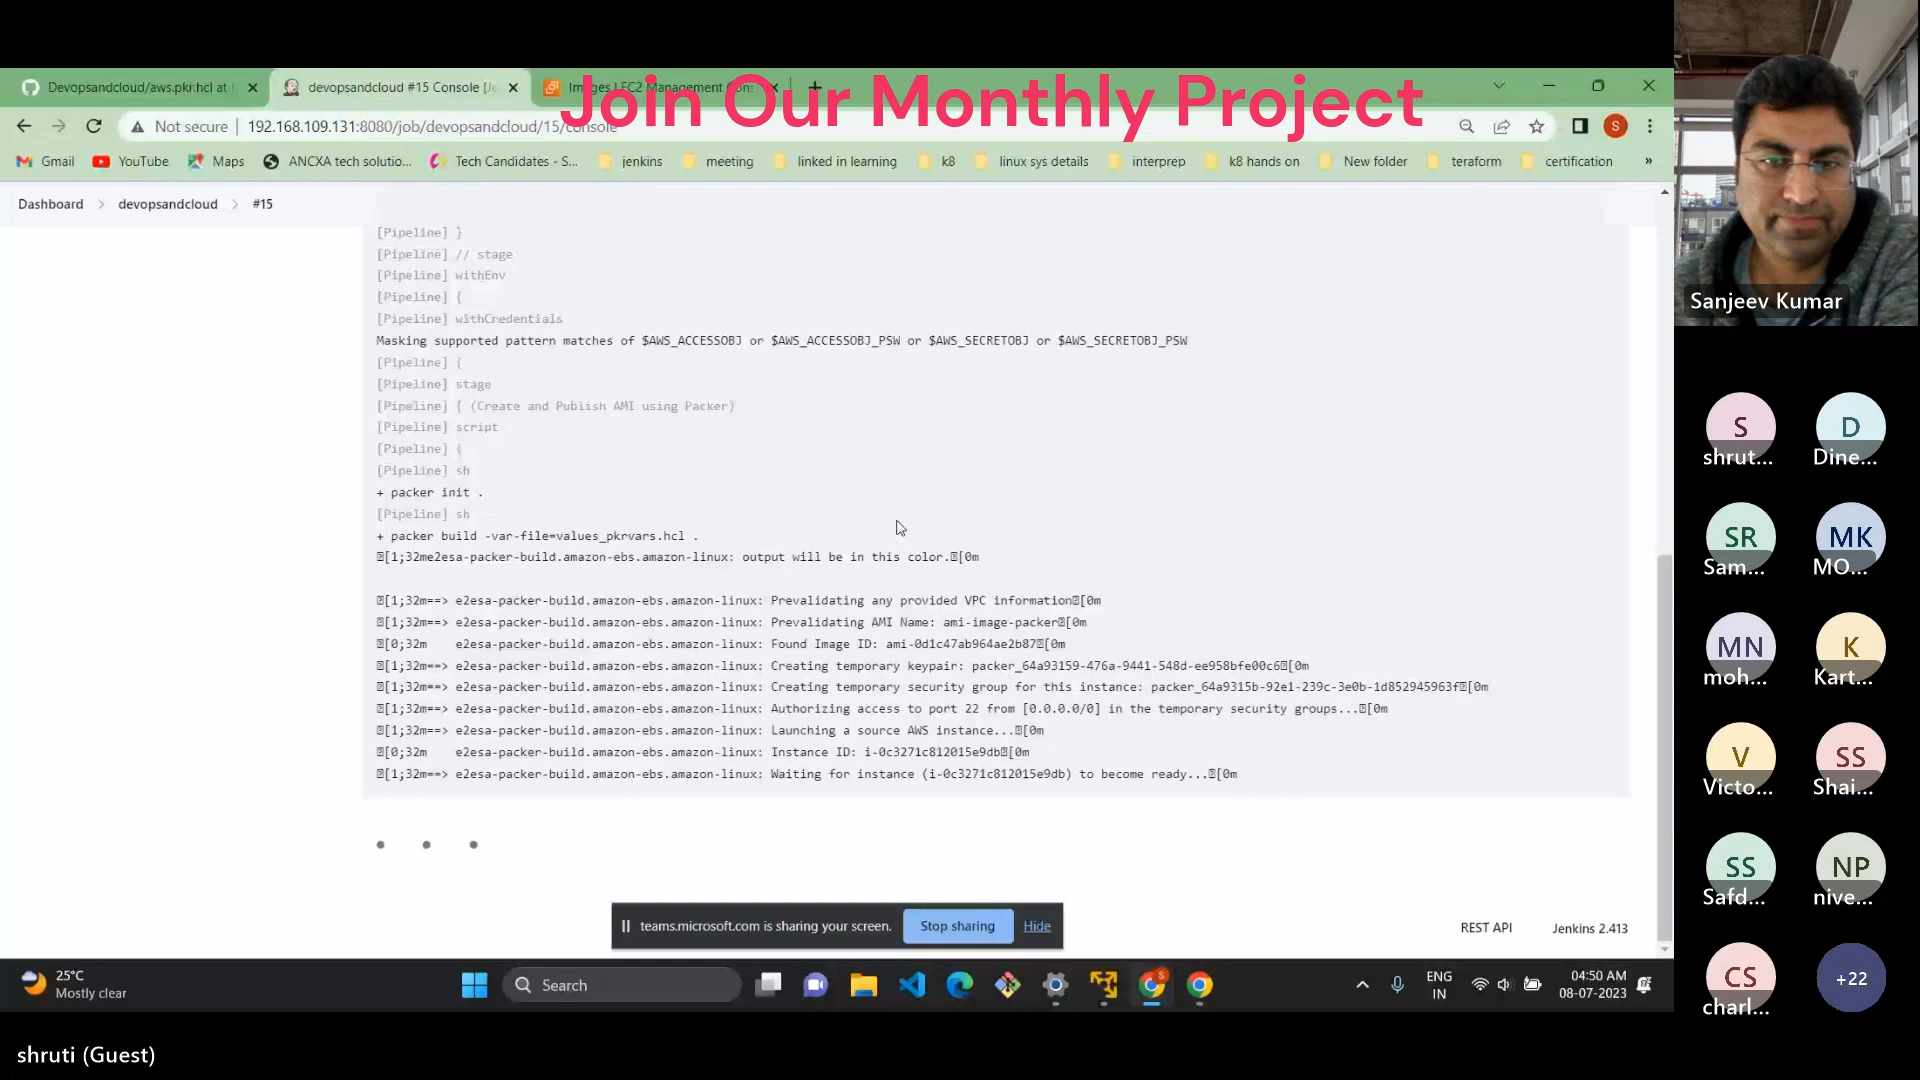 Join Our Monthly Project
Devopsandcloud/aws.pkr.hcl at
devopsandcloud #15 Console [Je
Images | EC2 Management Cons
Not secure | 192.168.109.131:8080/job/devopsandcloud/15/console
S
Gmail YouTube Maps ANCXA tech solutio... Tech Candidates - S... jenkins meeting linked in learning k8 linux sys details interprep k8 hands on New folder teraform certification »
Dashboard > devopsandcloud > #15
[Pipeline] }
[Pipeline] // stage
[Pipeline] withEnv
[Pipeline] {
[Pipeline] withCredentials
Masking supported pattern matches of $AWS_ACCESSOBJ or $AWS_ACCESSOBJ_PSW or $AWS_SECRETOBJ or $AWS_SECRETOBJ_PSW
[Pipeline] {
[Pipeline] stage
[Pipeline] { (Create and Publish AMI using Packer)
[Pipeline] script
[Pipeline] {
[Pipeline] sh
+ packer init .
[Pipeline] sh
+ packer build -var-file=values_pkrvars.hcl .
[1;32me2esa-packer-build.amazon-ebs.amazon-linux: output will be in this color.[0m
[1;32m==> e2esa-packer-build.amazon-ebs.amazon-linux: Prevalidating any provided VPC information[0m
[1;32m==> e2esa-packer-build.amazon-ebs.amazon-linux: Prevalidating AMI Name: ami-image-packer[0m
[0;32m    e2esa-packer-build.amazon-ebs.amazon-linux: Found Image ID: ami-0d1c47ab964ae2b87[0m
[1;32m==> e2esa-packer-build.amazon-ebs.amazon-linux: Creating temporary keypair: packer_64a93159-476a-9441-548d-ee958bfe00c6[0m
[1;32m==> e2esa-packer-build.amazon-ebs.amazon-linux: Creating temporary security group for this instance: packer_64a9315b-92e1-239c-3e0b-1d852945963f[0m
[1;32m==> e2esa-packer-build.amazon-ebs.amazon-linux: Authorizing access to port 22 from [0.0.0.0/0] in the temporary security groups...[0m
[1;32m==> e2esa-packer-build.amazon-ebs.amazon-linux: Launching a source AWS instance...[0m
[0;32m    e2esa-packer-build.amazon-ebs.amazon-linux: Instance ID: i-0c3271c812015e9db[0m
[1;32m==> e2esa-packer-build.amazon-ebs.amazon-linux: Waiting for instance (i-0c3271c812015e9db) to become ready...[0m
teams.microsoft.com is sharing your screen. Stop sharing Hide
REST API Jenkins 2.413
25°C
Mostly clear
Search
S
ENG
IN
04:50 AM
08-07-2023
Sanjeev Kumar
S D
shrut... Dine...
SR MK
Sam... MO...
MN K
moh... Kart...
V SS
Victo... Shai...
SS NP
Safd... nive...
CS +22
charl...
shruti (Guest)